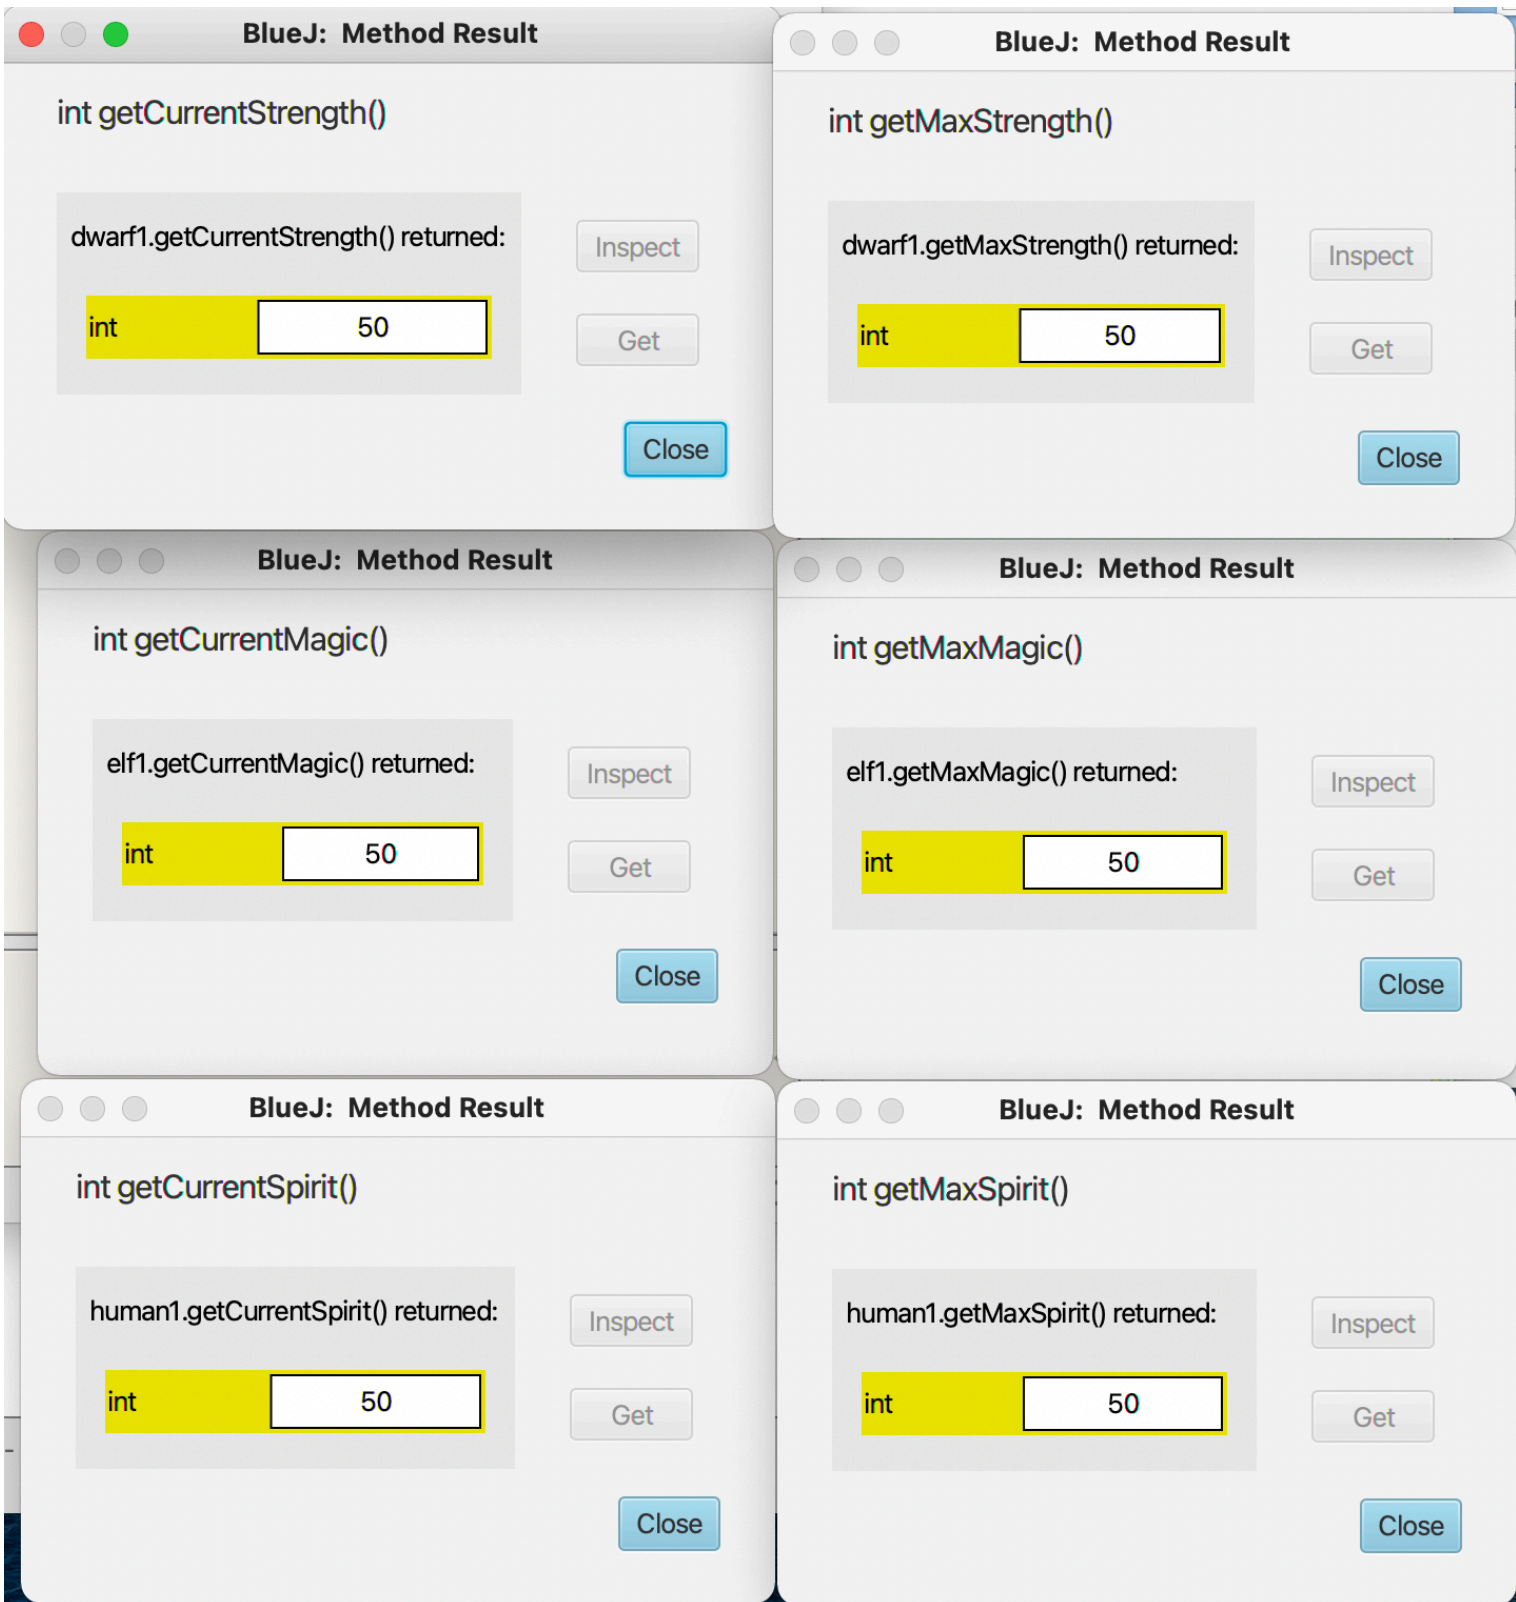 BlueJ:  Method Result
int getCurrentStrength()
dwarf1.getCurrentStrength() returned:
int
50
Inspect
Get
Close
BlueJ:  Method Result
int getMaxStrength()
dwarf1.getMaxStrength() returned:
int
50
Inspect
Get
Close
BlueJ:  Method Result
int getCurrentMagic()
elf1.getCurrentMagic() returned:
int
50
Inspect
Get
Close
BlueJ:  Method Result
int getMaxMagic()
elf1.getMaxMagic() returned:
int
50
Inspect
Get
Close
BlueJ:  Method Result
int getCurrentSpirit()
human1.getCurrentSpirit() returned:
int
50
Inspect
Get
Close
BlueJ:  Method Result
int getMaxSpirit()
human1.getMaxSpirit() returned:
int
50
Inspect
Get
Close